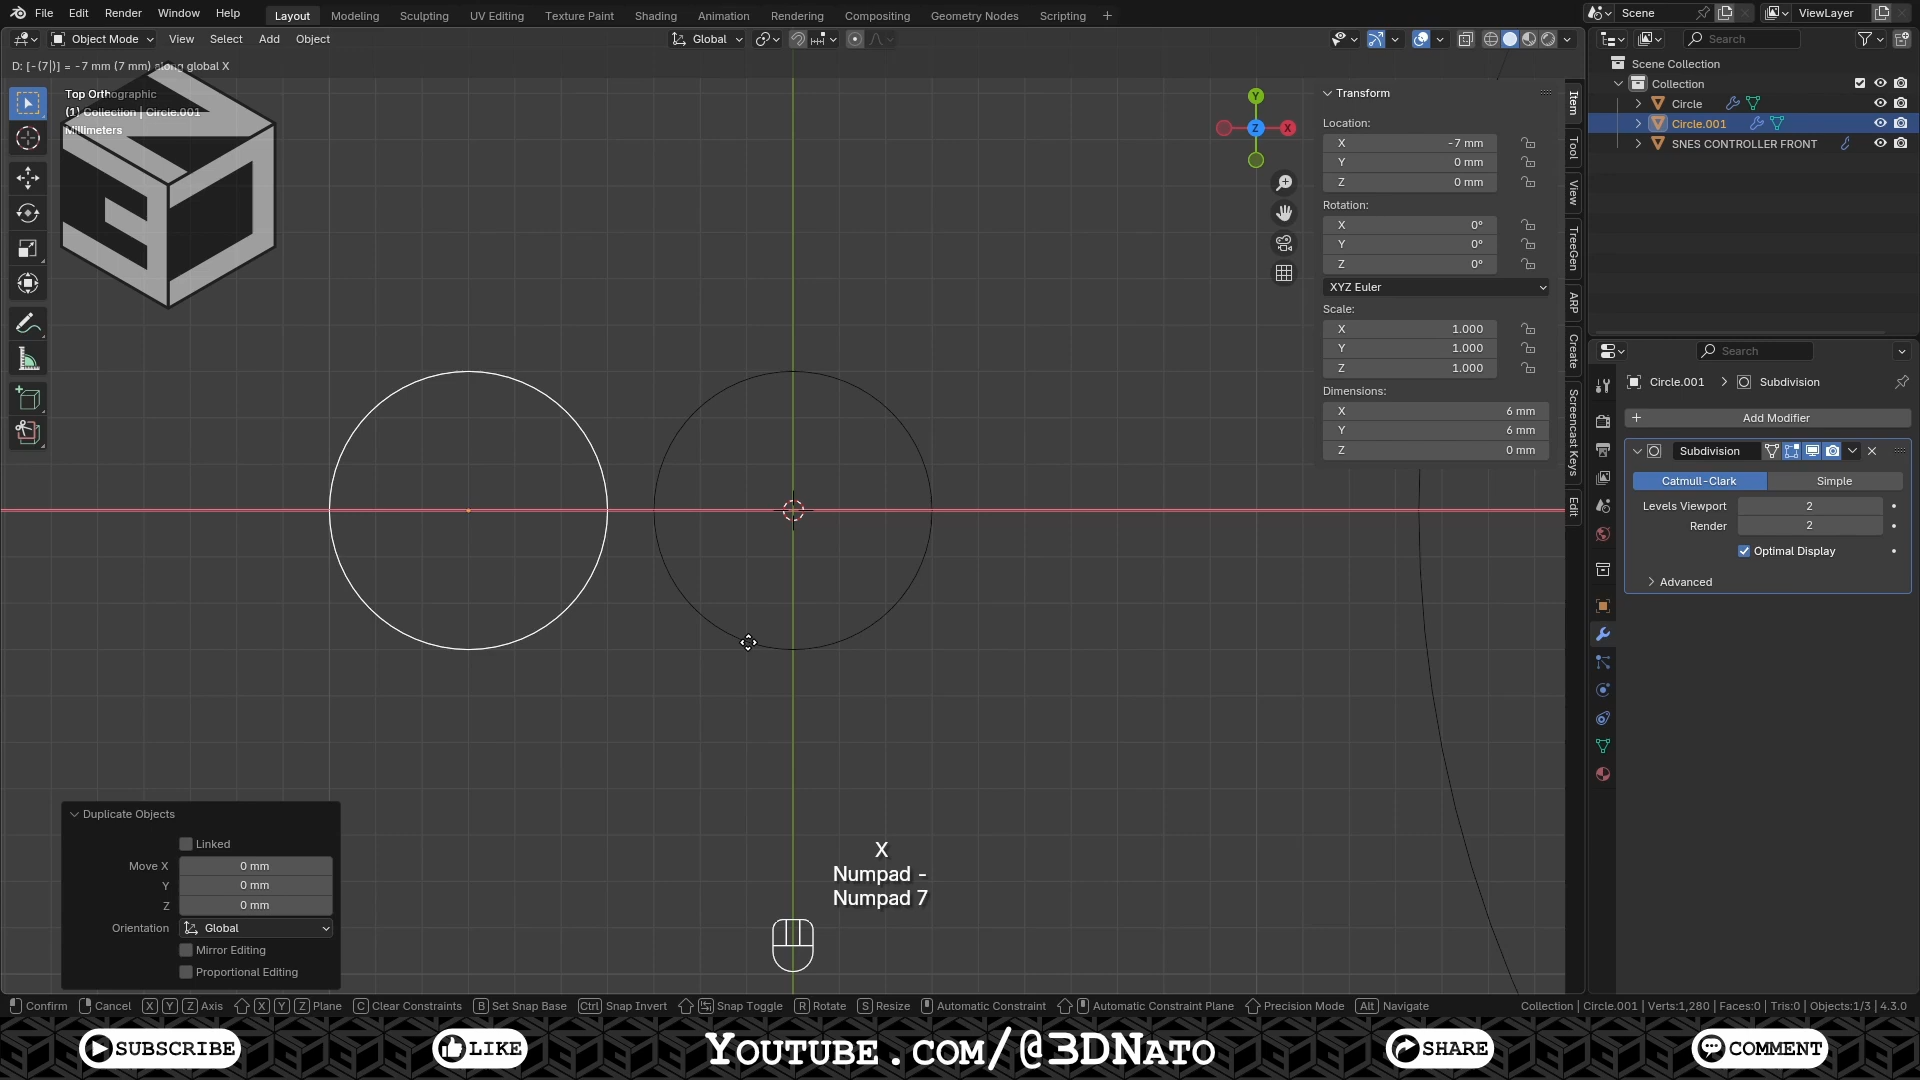 File Edit Render Window Help Layout Modeling Sculpting UV Editing Texture Paint Shading Animation Rendering Compositing Geometry Nodes Scripting + Scene ViewLayer
Object Mode View Select Add Object Global Search
D: [-(7|)] = -7 mm (7 mm) along global X
Top Orthographic
(1) Collection | Circle.001
Millimeters
Y
X
Z
Transform
Location:
X -7 mm
Y 0 mm
Z 0 mm
Rotation:
X 0°
Y 0°
Z 0°
XYZ Euler
Scale:
X 1.000
Y 1.000
Z 1.000
Dimensions:
X 6 mm
Y 6 mm
Z 0 mm
Item
Tool
View
TreeGen
ARP
Create
Screencast Keys
Edit
Scene Collection
Collection
Circle
Circle.001
SNES CONTROLLER FRONT
Search
Circle.001 > Subdivision
+ Add Modifier
Subdivision
Catmull-Clark Simple
Levels Viewport 2
Render 2
Optimal Display
Advanced
Duplicate Objects
Linked
Move X 0 mm
Y 0 mm
Z 0 mm
Orientation Global
Mirror Editing
Proportional Editing
X
Numpad -
Numpad 7
Confirm Cancel X Y Z Axis X Y Z Plane C Clear Constraints B Set Snap Base Ctrl Snap Invert Snap Toggle R Rotate S Resize Automatic Constraint Automatic Constraint Plane Precision Mode Alt Navigate Collection | Circle.001 | Verts:1,280 | Faces:0 | Tris:0 | Objects:1/3 | 4.3.0
SUBSCRIBE LIKE YOUTUBE.COM/@3DNATO SHARE COMMENT